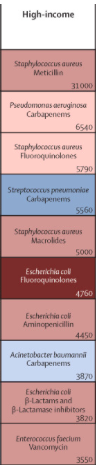 High-income
Staphylococcus aureus
Meticillin
31000
Pseudomonas aeruginosa
Carbapenems
6540
Staphylococcus aureus
Fluoroquinolones
5790
Streptococcus pneumoniae
Carbapenems
5560
Staphylococcus aureus
Macrolides
5000
Escherichia coli
Fluoroquinolones
4760
Escherichia coli
Aminopenicillin
4450
Acinetobacter baumannii
Carbapenems
3870
Escherichia coli
β-Lactams and
β-Lactamase inhibitors
3820
Enterococcus faecium
Vancomycin
3550